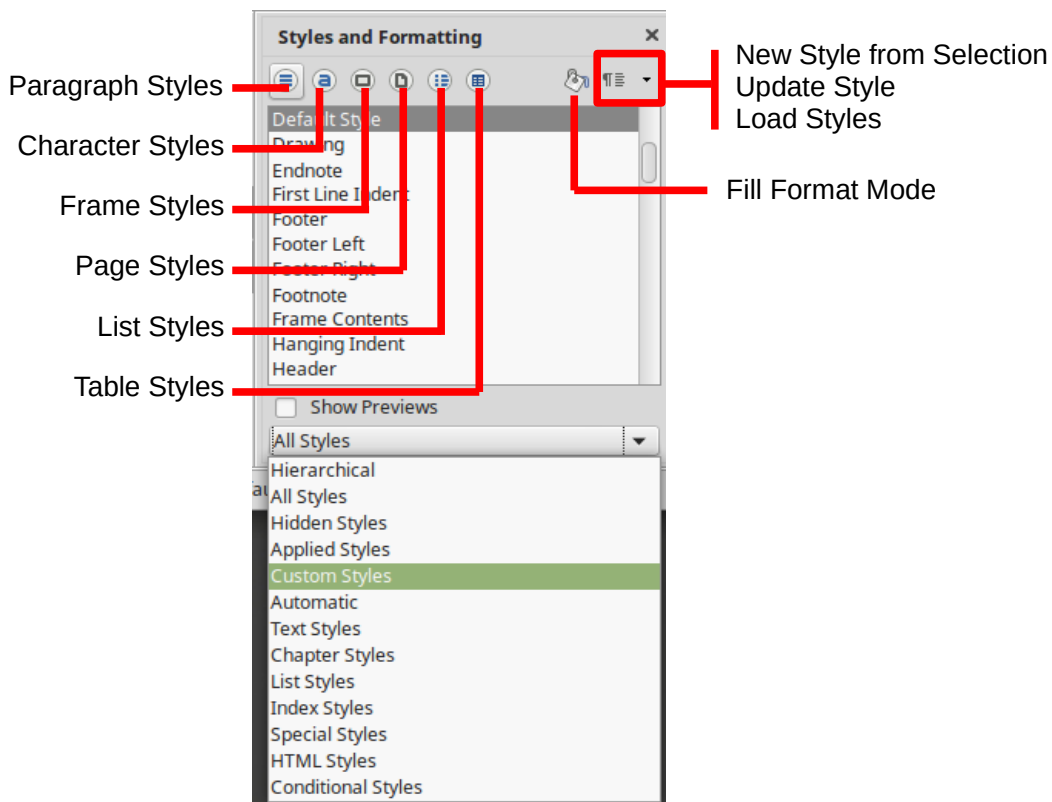 Styles and Formatting
New Style from Selection
Update Style
Load Styles
Paragraph Styles
Character Styles
Frame Styles
Page Styles
List Styles
Table Styles
Fill Format Mode
Default Style
Drawing
Endnote
First Line Indent
Footer
Footer Left
Footer Right
Footnote
Frame Contents
Hanging Indent
Header
Show Previews
All Styles
Hierarchical
All Styles
Hidden Styles
Applied Styles
Custom Styles
Automatic
Text Styles
Chapter Styles
List Styles
Index Styles
Special Styles
HTML Styles
Conditional Styles